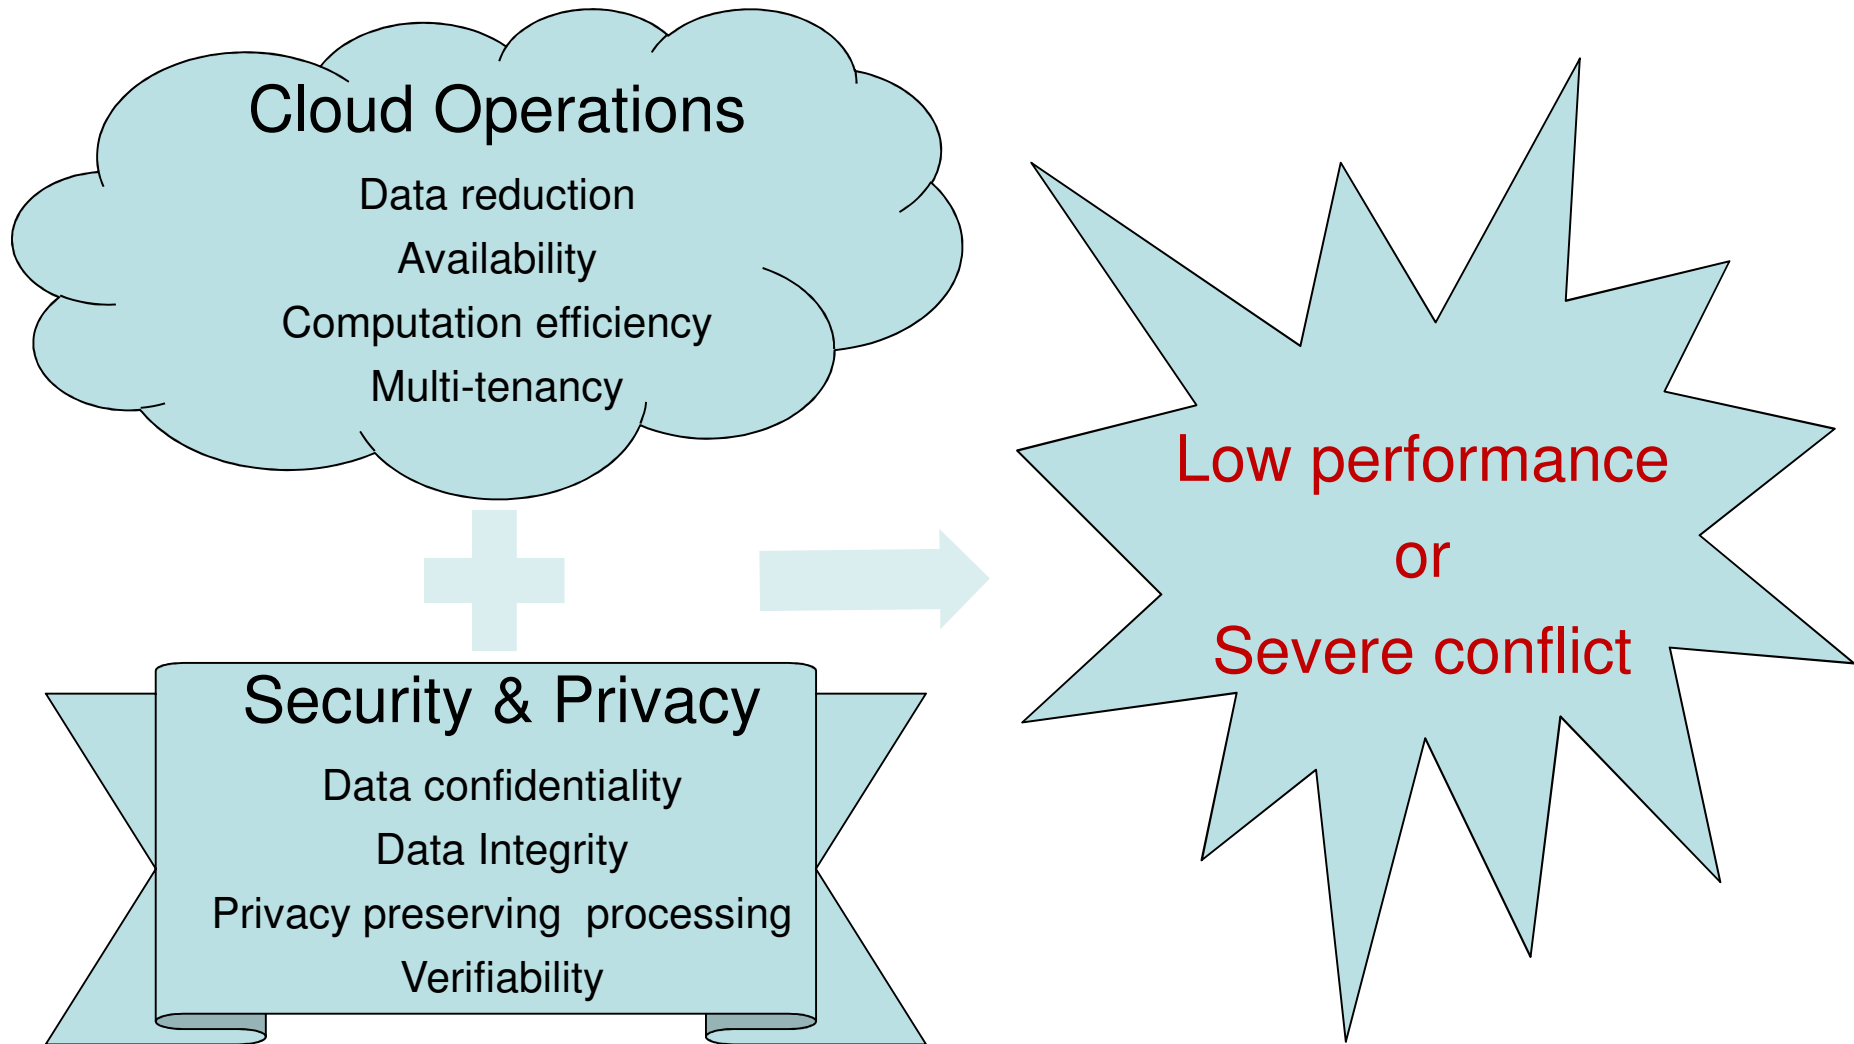 Cloud Operations
Data reduction
Availability
Computation efficiency
Multi-tenancy
Security & Privacy
Data confidentiality
Data Integrity
Privacy preserving  processing
Verifiability
Low performance
or
Severe conflict